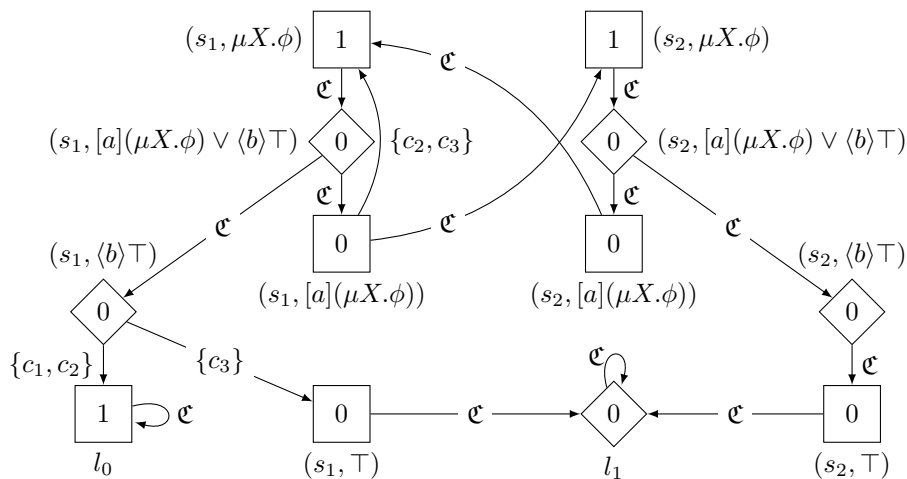 (s₁, μX.ϕ) 1 1 (s₂, μX.ϕ)
ℭ ℭ ℭ
(s₁, [a](μX.ϕ) ∨ ⟨b⟩⊤) 0 {c₂, c₃} 0 (s₂, [a](μX.ϕ) ∨ ⟨b⟩⊤)
ℭ ℭ
ℭ 0 ℭ 0 ℭ
(s₁, ⟨b⟩⊤) (s₂, ⟨b⟩⊤)
(s₁, [a](μX.ϕ)) (s₂, [a](μX.ϕ))
0 0
{c₁, c₂} {c₃} ℭ ℭ
1 ℭ 0 ℭ 0 ℭ 0
l₀ (s₁, ⊤) l₁ (s₂, ⊤)